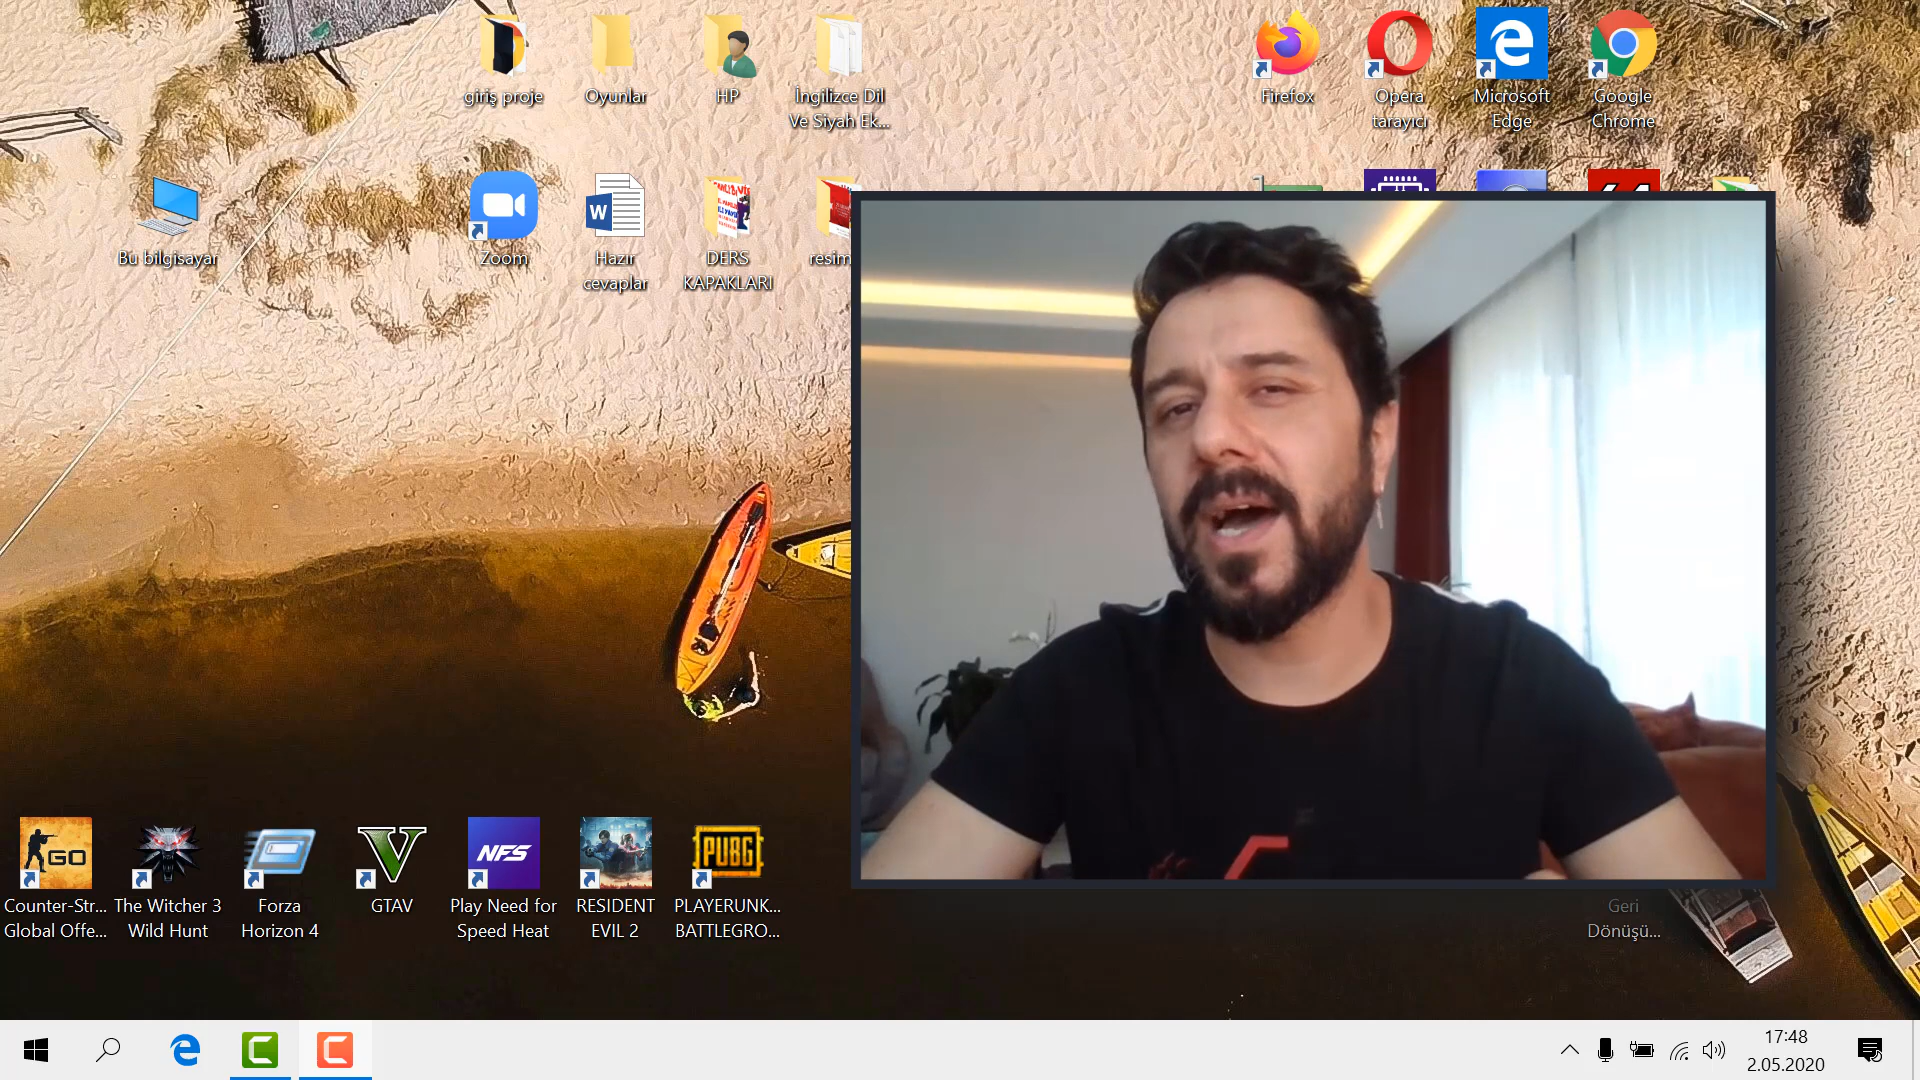 giriş proje
Oyunlar
HP
İngilizce Dil
Ve Siyah Ek...
Firefox
Opera
tarayıcı
Microsoft
Edge
Google
Chrome
Bu bilgisayar
Zoom
W
Hazır
cevaplar
DERS
KAPAKLARI
resim
64
GO
Counter-Str...
Global Offe...
The Witcher 3
Wild Hunt
Forza
Horizon 4
V
GTAV
NFS
Play Need for
Speed Heat
RESIDENT
EVIL 2
PUBG
PLAYERUNK...
BATTLEGRO...
Geri
Dönüşü...
17:48
2.05.2020